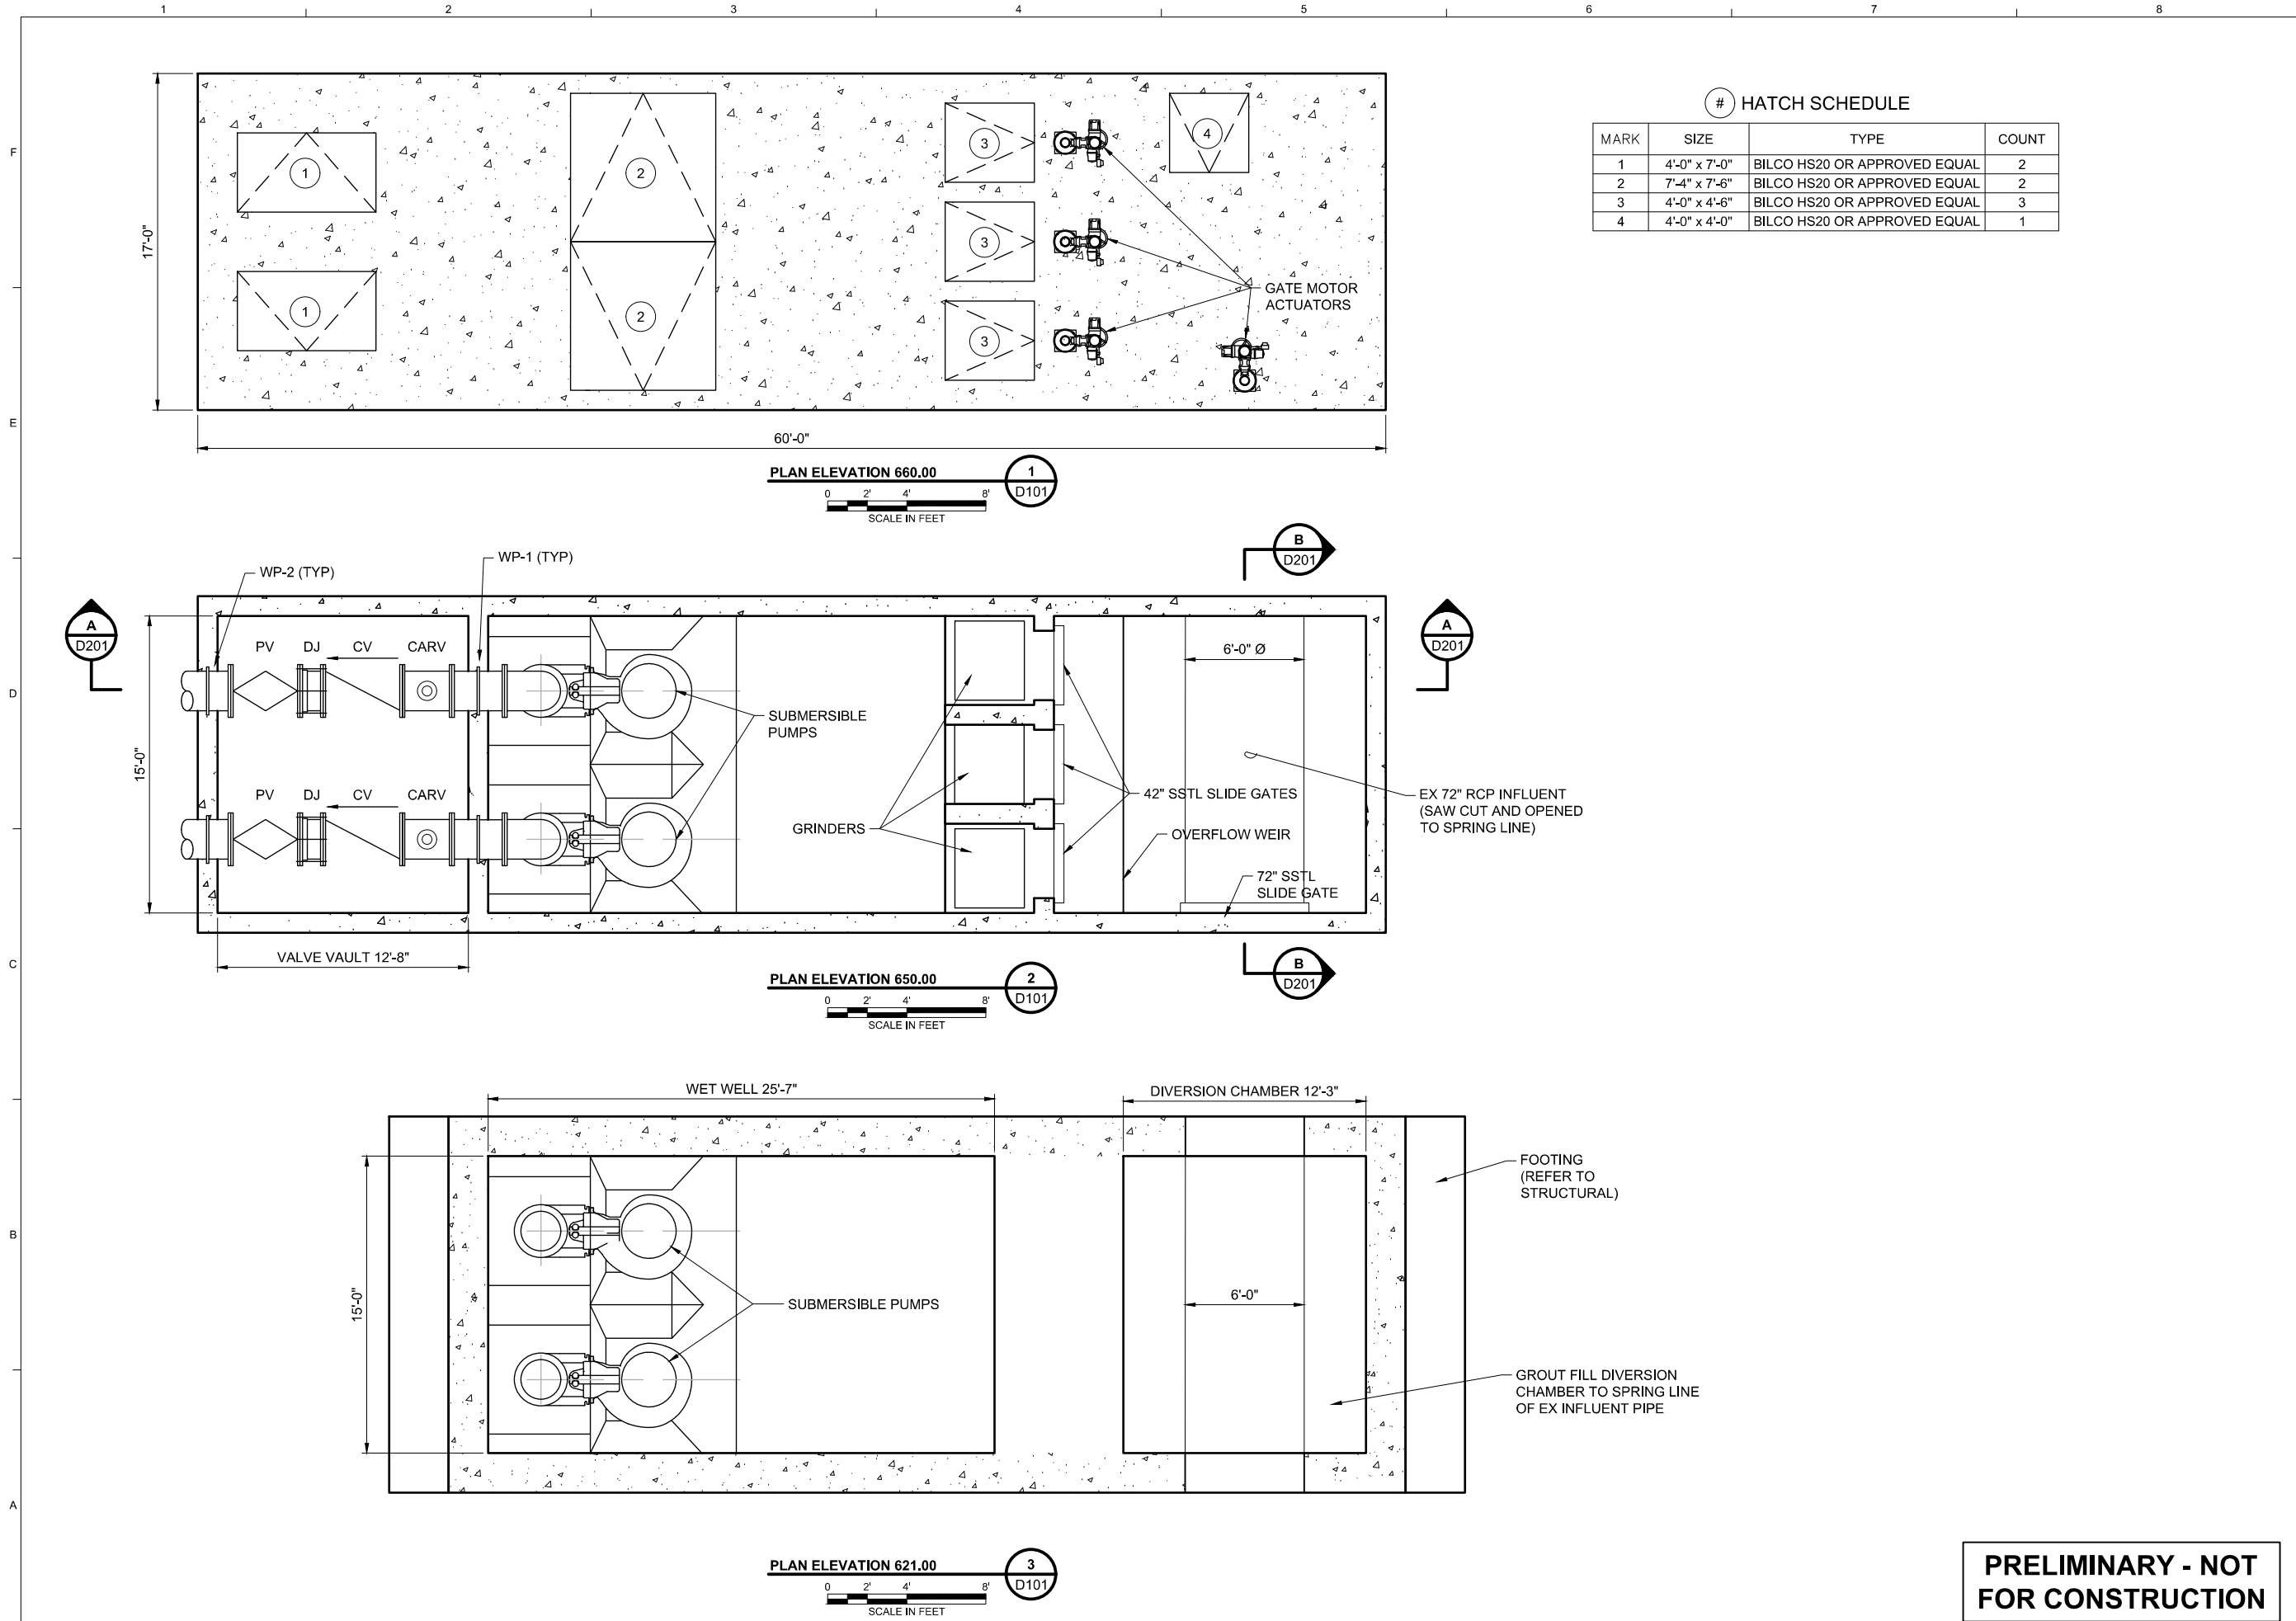 1 2 3 4 5 6 7 8
F
E
D
C
B
A
17'-0"
1
1
2
2
3
3
3
4
GATE MOTOR
ACTUATORS
60'-0"
PLAN ELEVATION 660.00
1
D101
0 2' 4' 8'
SCALE IN FEET
# HATCH SCHEDULE
MARK SIZE TYPE COUNT
1 4'-0" x 7'-0" BILCO HS20 OR APPROVED EQUAL 2
2 7'-4" x 7'-6" BILCO HS20 OR APPROVED EQUAL 2
3 4'-0" x 4'-6" BILCO HS20 OR APPROVED EQUAL 3
4 4'-0" x 4'-0" BILCO HS20 OR APPROVED EQUAL 1
WP-2 (TYP)
WP-1 (TYP)
B
D201
A
D201
A
D201
15'-0"
PV DJ CV CARV
PV DJ CV CARV
SUBMERSIBLE
PUMPS
GRINDERS
6'-0" Ø
42" SSTL SLIDE GATES
OVERFLOW WEIR
72" SSTL
SLIDE GATE
EX 72" RCP INFLUENT
(SAW CUT AND OPENED
TO SPRING LINE)
VALVE VAULT 12'-8"
B
D201
PLAN ELEVATION 650.00
2
D101
0 2' 4' 8'
SCALE IN FEET
WET WELL 25'-7"
DIVERSION CHAMBER 12'-3"
15'-0"
SUBMERSIBLE PUMPS
6'-0"
FOOTING
(REFER TO
STRUCTURAL)
GROUT FILL DIVERSION
CHAMBER TO SPRING LINE
OF EX INFLUENT PIPE
PLAN ELEVATION 621.00
3
D101
0 2' 4' 8'
SCALE IN FEET
PRELIMINARY - NOT
FOR CONSTRUCTION